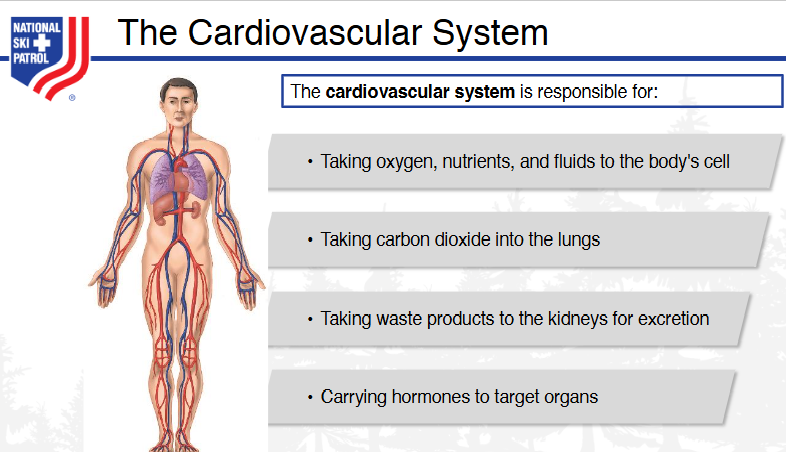 NATIONAL
SKI
PATROL
®
The Cardiovascular System
The cardiovascular system is responsible for:
• Taking oxygen, nutrients, and fluids to the body's cell
• Taking carbon dioxide into the lungs
• Taking waste products to the kidneys for excretion
• Carrying hormones to target organs